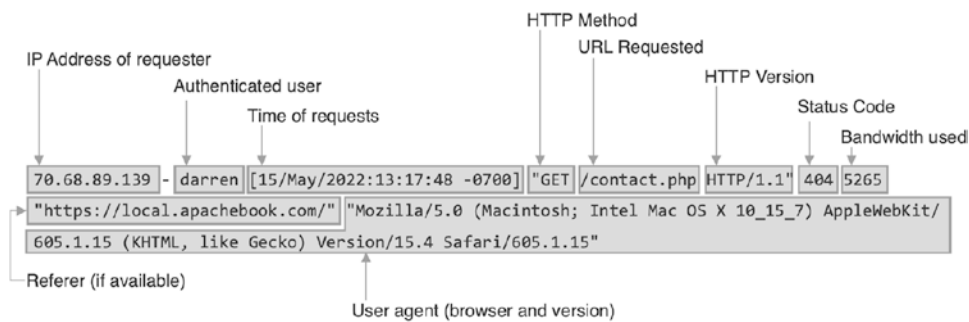 HTTP Method
URL Requested
IP Address of requester
HTTP Version
Authenticated user
Status Code
Time of requests
Bandwidth used
70.68.89.139 - darren [15/May/2022:13:17:48 -0700] "GET /contact.php HTTP/1.1" 404 5265
"https://local.apachebook.com/" "Mozilla/5.0 (Macintosh; Intel Mac OS X 10_15_7) AppleWebKit/
605.1.15 (KHTML, like Gecko) Version/15.4 Safari/605.1.15"
Referer (if available)
User agent (browser and version)